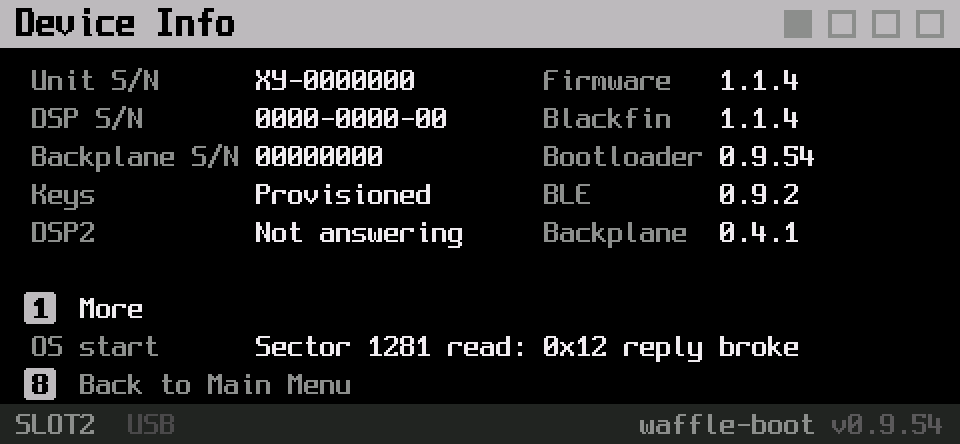 Device Info
Unit S/N XY-0000000 Firmware 1.1.4
DSP S/N 0000-0000-00 Blackfin 1.1.4
Backplane S/N 00000000 Bootloader 0.9.54
Keys Provisioned BLE 0.9.2
DSP2 Not answering Backplane 0.4.1
1 More
OS start Sector 1281 read: 0x12 reply broke
8 Back to Main Menu
SLOT2 USB waffle-boot v0.9.54